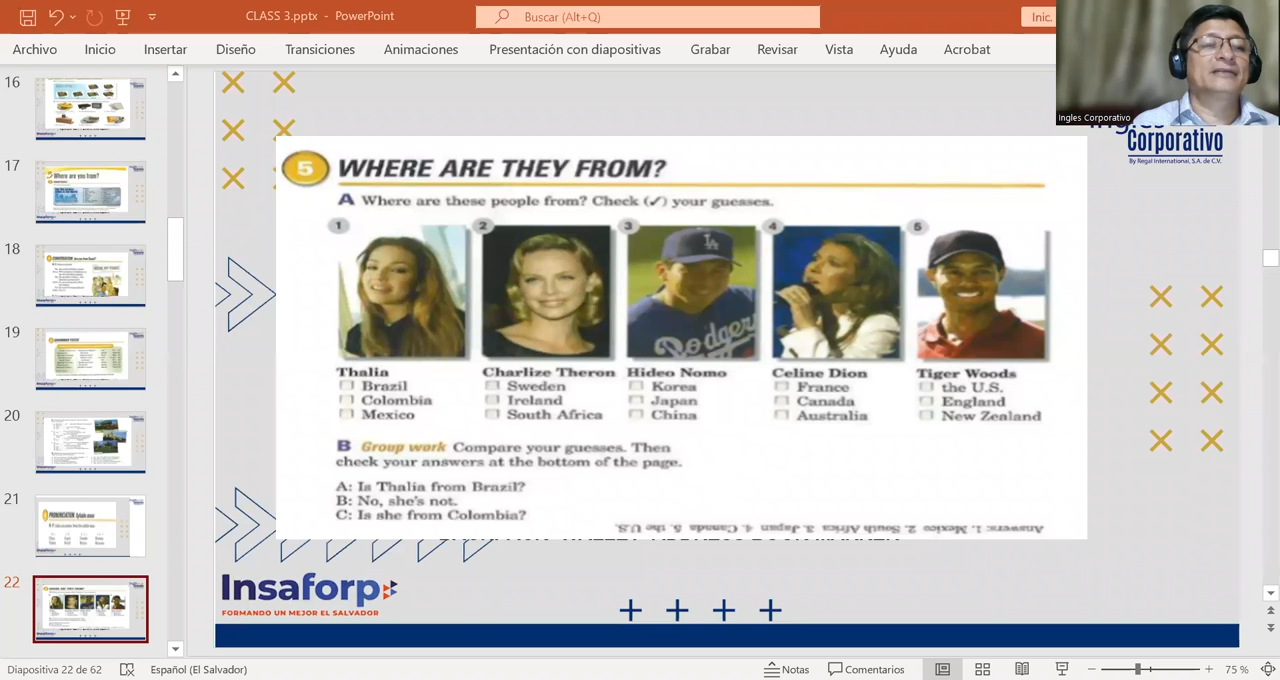 CLASS 3.pptx - PowerPoint
Buscar (Alt+Q)
Inic.
Archivo Inicio Insertar Diseño Transiciones Animaciones Presentación con diapositivas Grabar Revisar Vista Ayuda Acrobat
Ingles Corporativo
Corporativo
By Regal International, S.A. de C.V.
16
17
18
19
20
21
22
5 WHERE ARE THEY FROM?
A Where are these people from? Check (✓) your guesses.
1 2 3 4 5
LA
Dodgers
Thalia Charlize Theron Hideo Nomo Celine Dion Tiger Woods
Brazil Sweden Korea France the U.S.
Colombia Ireland Japan Canada England
Mexico South Africa China Australia New Zealand
B Group work Compare your guesses. Then
check your answers at the bottom of the page.
A: Is Thalia from Brazil?
B: No, she's not.
C: Is she from Colombia?
Answers: 1. Mexico 2. South Africa 3. Japan 4. Canada 5. the U.S.
Insaforp
FORMANDO UN MEJOR EL SALVADOR
Diapositiva 22 de 62 Español (El Salvador) Notas Comentarios 75 %